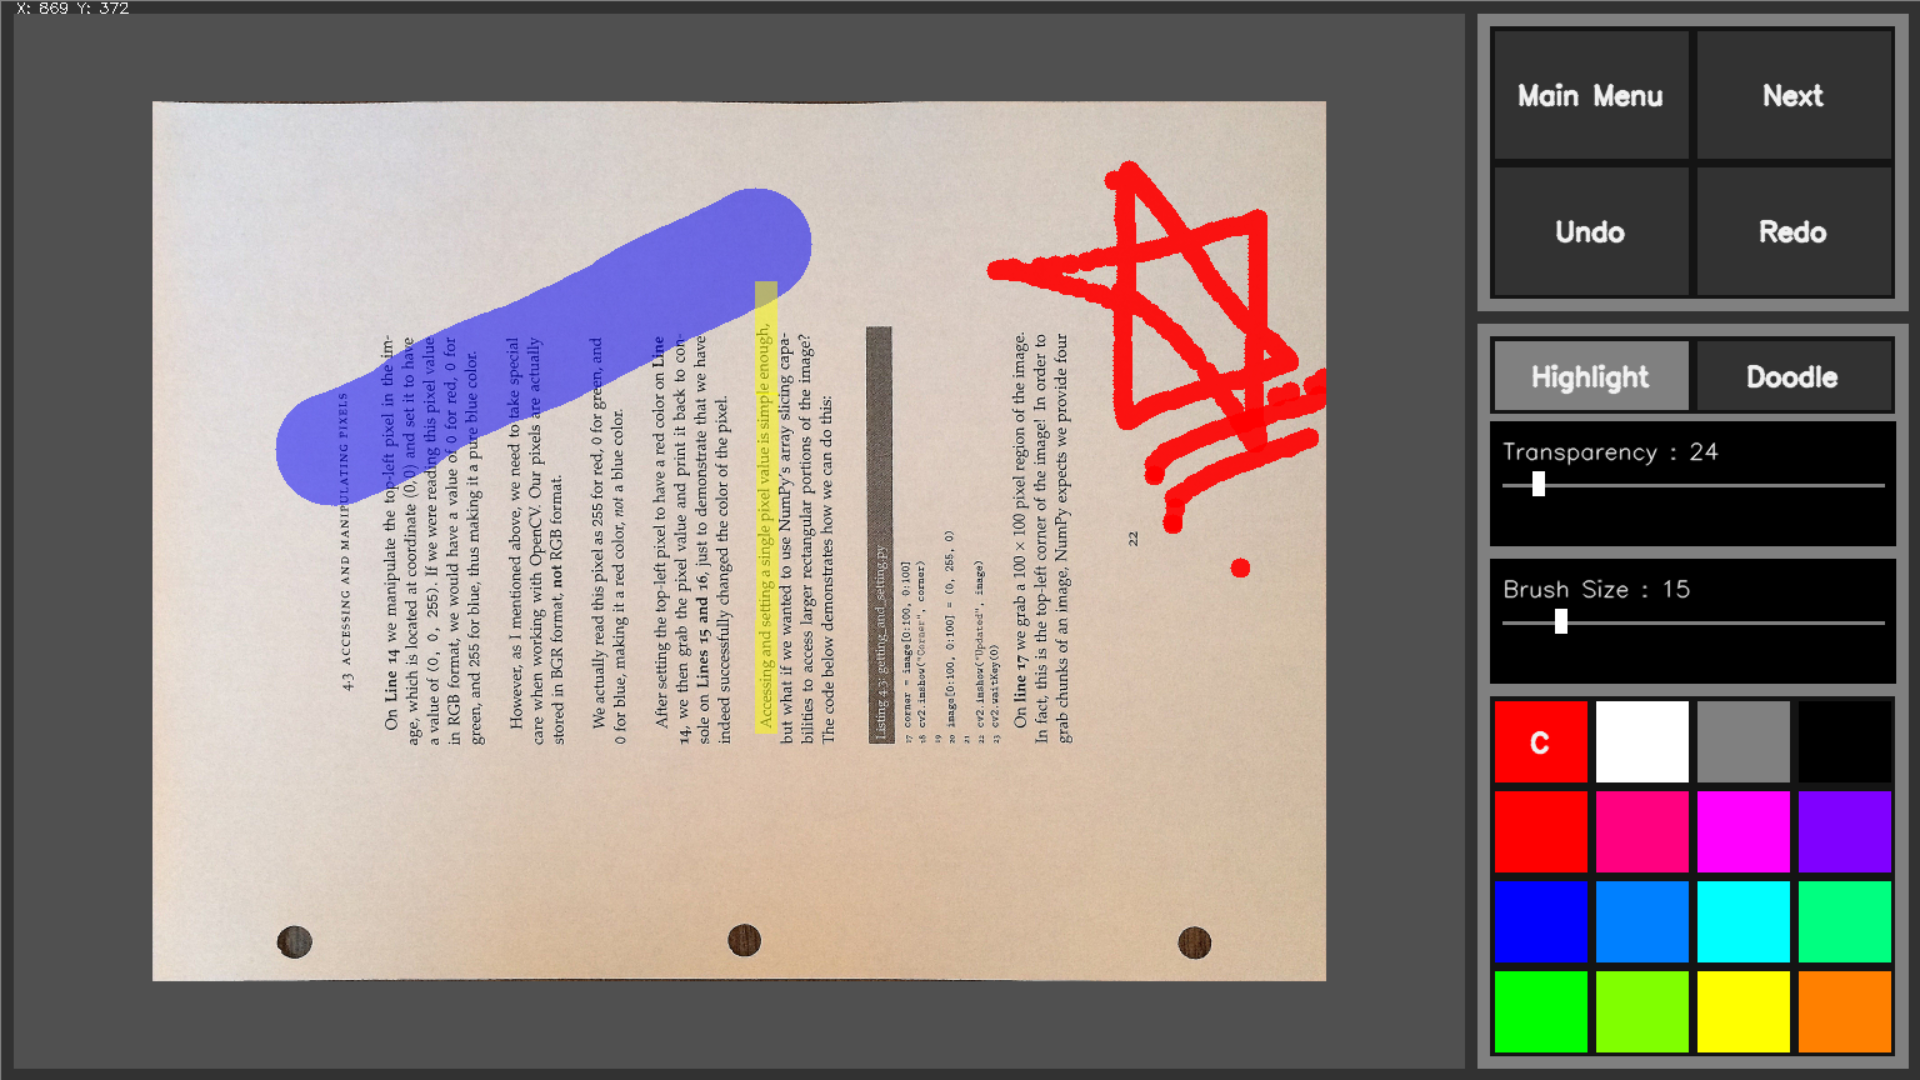 X: 869 Y: 372
4.3 ACCESSING AND MANIPULATING PIXELS
On Line 14 we manipulate the top-left pixel in the im-
age, which is located at coordinate (0,0) and set it to have
a value of (0, 0, 255). If we were reading this pixel value
in RGB format, we would have a value of 0 for red, 0 for
green, and 255 for blue, thus making it a pure blue color.
However, as I mentioned above, we need to take special
care when working with OpenCV. Our pixels are actually
stored in BGR format, not RGB format.
We actually read this pixel as 255 for red, 0 for green, and
0 for blue, making it a red color, not a blue color.
After setting the top-left pixel to have a red color on Line
14, we then grab the pixel value and print it back to con-
sole on Lines 15 and 16, just to demonstrate that we have
indeed successfully changed the color of the pixel.
Accessing and setting a single pixel value is simple enough,
but what if we wanted to use NumPy's array slicing capa-
bilities to access larger rectangular portions of the image?
The code below demonstrates how we can do this:
Listing 4.3: getting_and_setting.py
17 corner = image[0:100, 0:100]
18 cv2.imshow("Corner", corner)
19
20 image[0:100, 0:100] = (0, 255, 0)
21
22 cv2.imshow("Updated", image)
23 cv2.waitKey(0)
On line 17 we grab a 100 × 100 pixel region of the image.
In fact, this is the top-left corner of the image! In order to
grab chunks of an image, NumPy expects we provide four
22
Main Menu
Next
Undo
Redo
Highlight
Doodle
Transparency : 24
Brush Size : 15
C